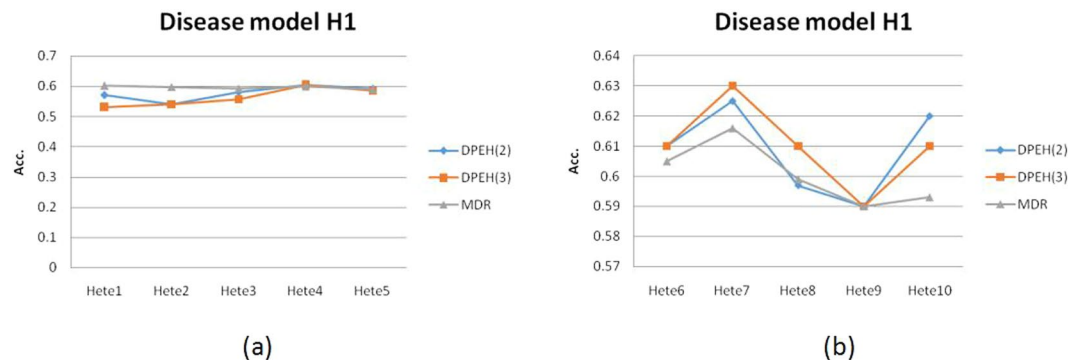 Disease model H1
0.7
0.6
0.5
0.4
0.3
0.2
0.1
0
Acc.
Hete1 Hete2 Hete3 Hete4 Hete5
DPEH(2)
DPEH(3)
MDR
(a)
Disease model H1
0.64
0.63
0.62
0.61
0.6
0.59
0.58
0.57
Acc.
Hete6 Hete7 Hete8 Hete9 Hete10
DPEH(2)
DPEH(3)
MDR
(b)